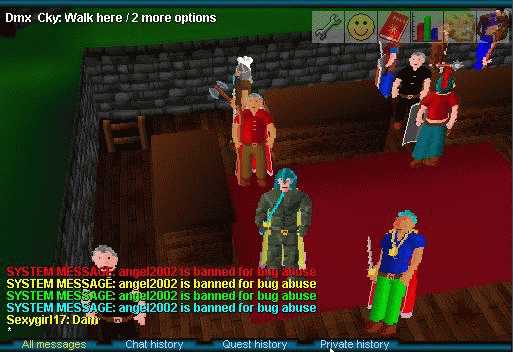 Dmx Cky: Walk here / 2 more options
SYSTEM MESSAGE: angel2002 is banned for bug abuse
SYSTEM MESSAGE: angel2002 is banned for bug abuse
SYSTEM MESSAGE: angel2002 is banned for bug abuse
SYSTEM MESSAGE: angel2002 is banned for bug abuse
Sexygirl17: Dam
*
All messages Chat history Quest history Private history